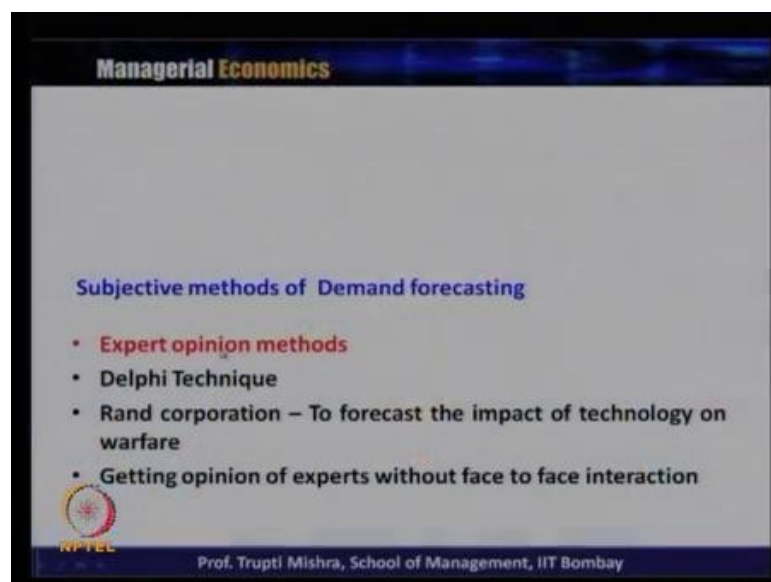 Managerial Economics
Subjective methods of Demand forecasting
• Expert opinion methods
• Delphi Technique
• Rand corporation – To forecast the impact of technology on
warfare
• Getting opinion of experts without face to face interaction
NPTEL
Prof. Trupti Mishra, School of Management, IIT Bombay